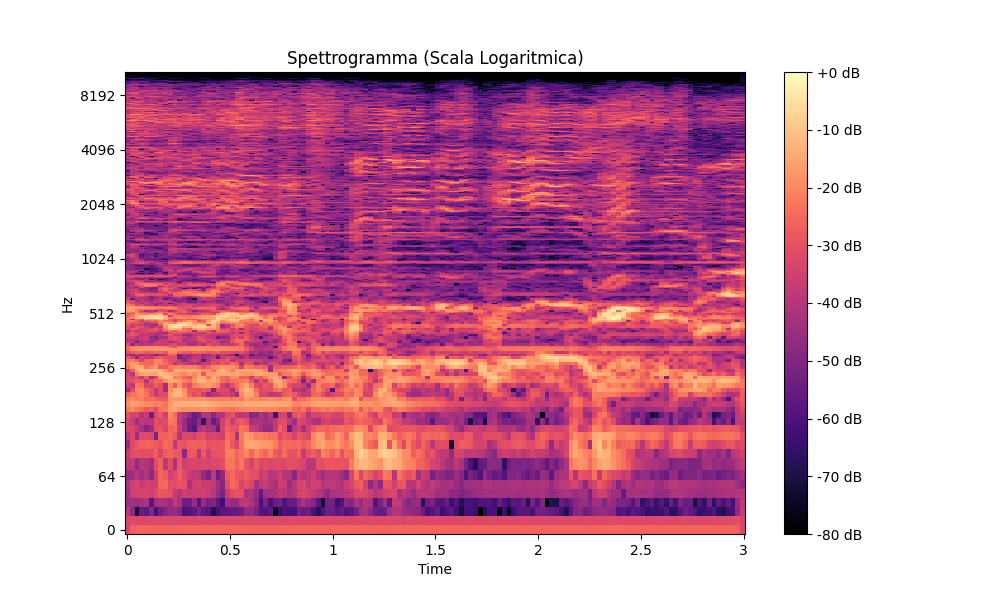 Spettrogramma (Scala Logaritmica)
8192
4096
2048
1024
512
256
128
64
0
Hz
0
0.5
1
1.5
2
2.5
3
Time
+0 dB
-10 dB
-20 dB
-30 dB
-40 dB
-50 dB
-60 dB
-70 dB
-80 dB